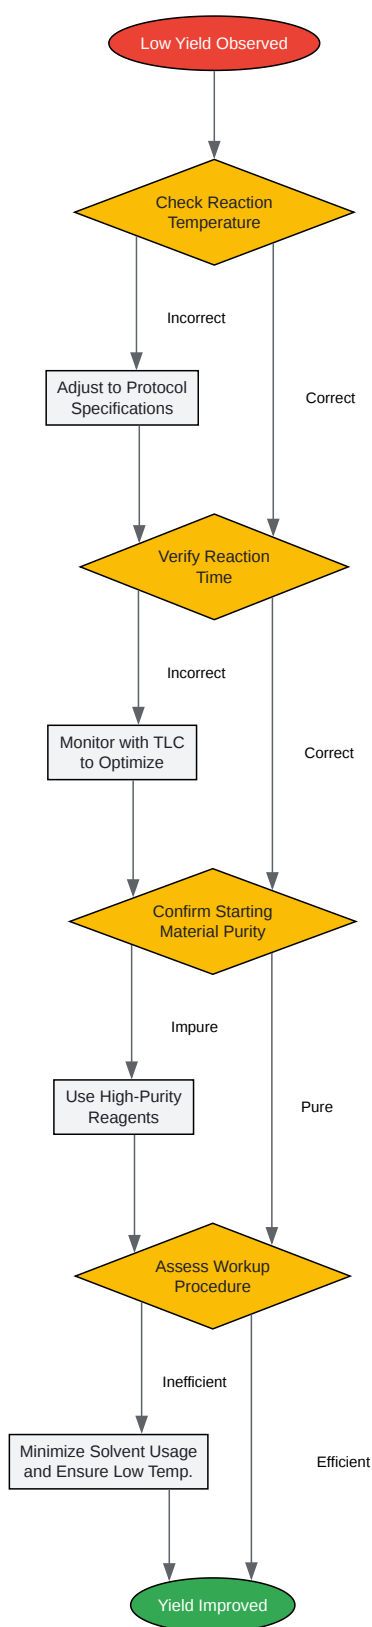 Low Yield Observed
Check Reaction
Temperature
Incorrect
Adjust to Protocol
Specifications
Correct
Verify Reaction
Time
Incorrect
Monitor with TLC
to Optimize
Correct
Confirm Starting
Material Purity
Impure
Use High-Purity
Reagents
Pure
Assess Workup
Procedure
Inefficient
Minimize Solvent Usage
and Ensure Low Temp.
Efficient
Yield Improved